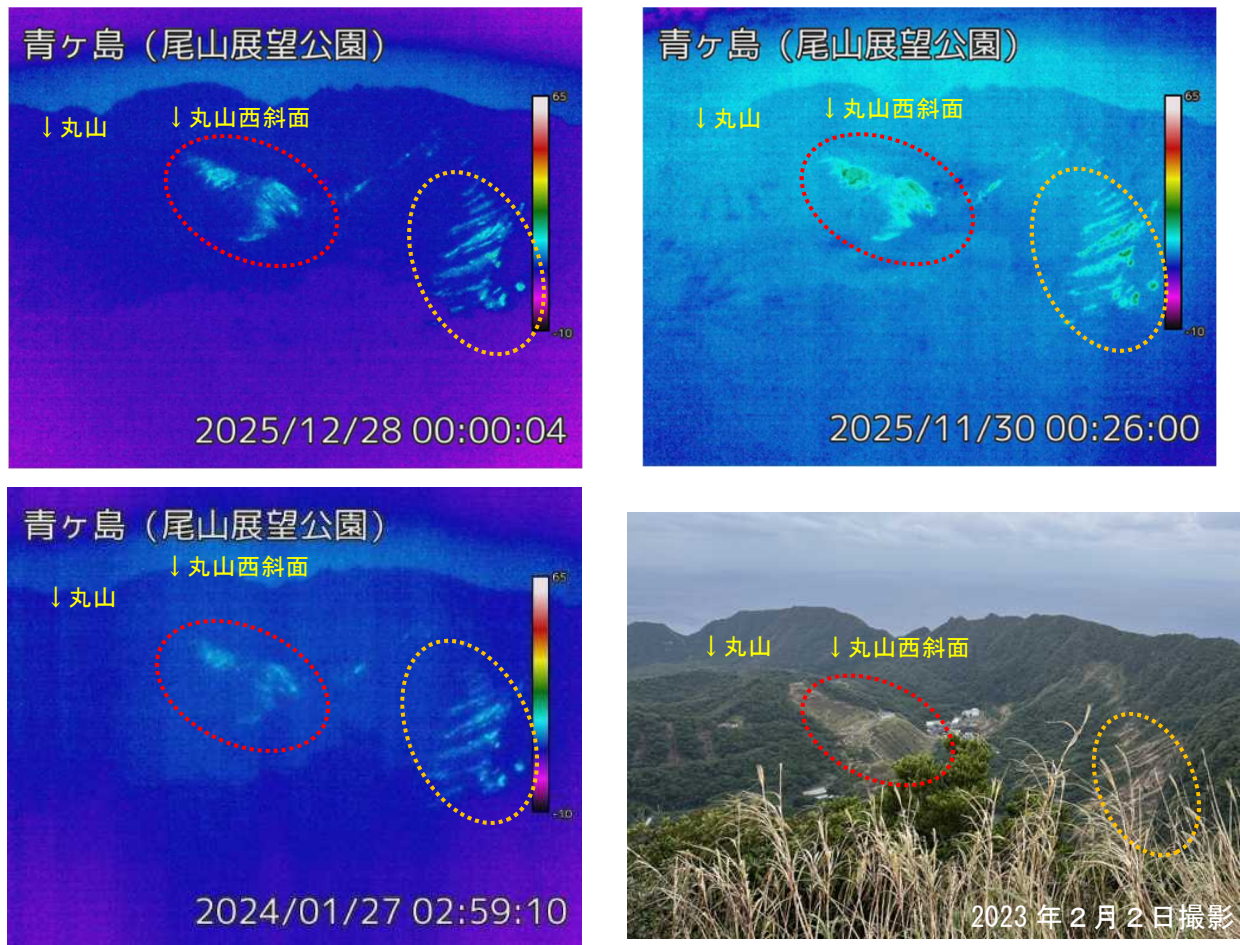 青ヶ島（尾山展望公園）
↓丸山
↓丸山西斜面
65
-10
2025/12/28 00:00:04
青ヶ島（尾山展望公園）
↓丸山
↓丸山西斜面
65
-10
2025/11/30 00:26:00
青ヶ島（尾山展望公園）
↓丸山西斜面
↓丸山
65
-10
2024/01/27 02:59:10
↓丸山
↓丸山西斜面
2023年２月２日撮影